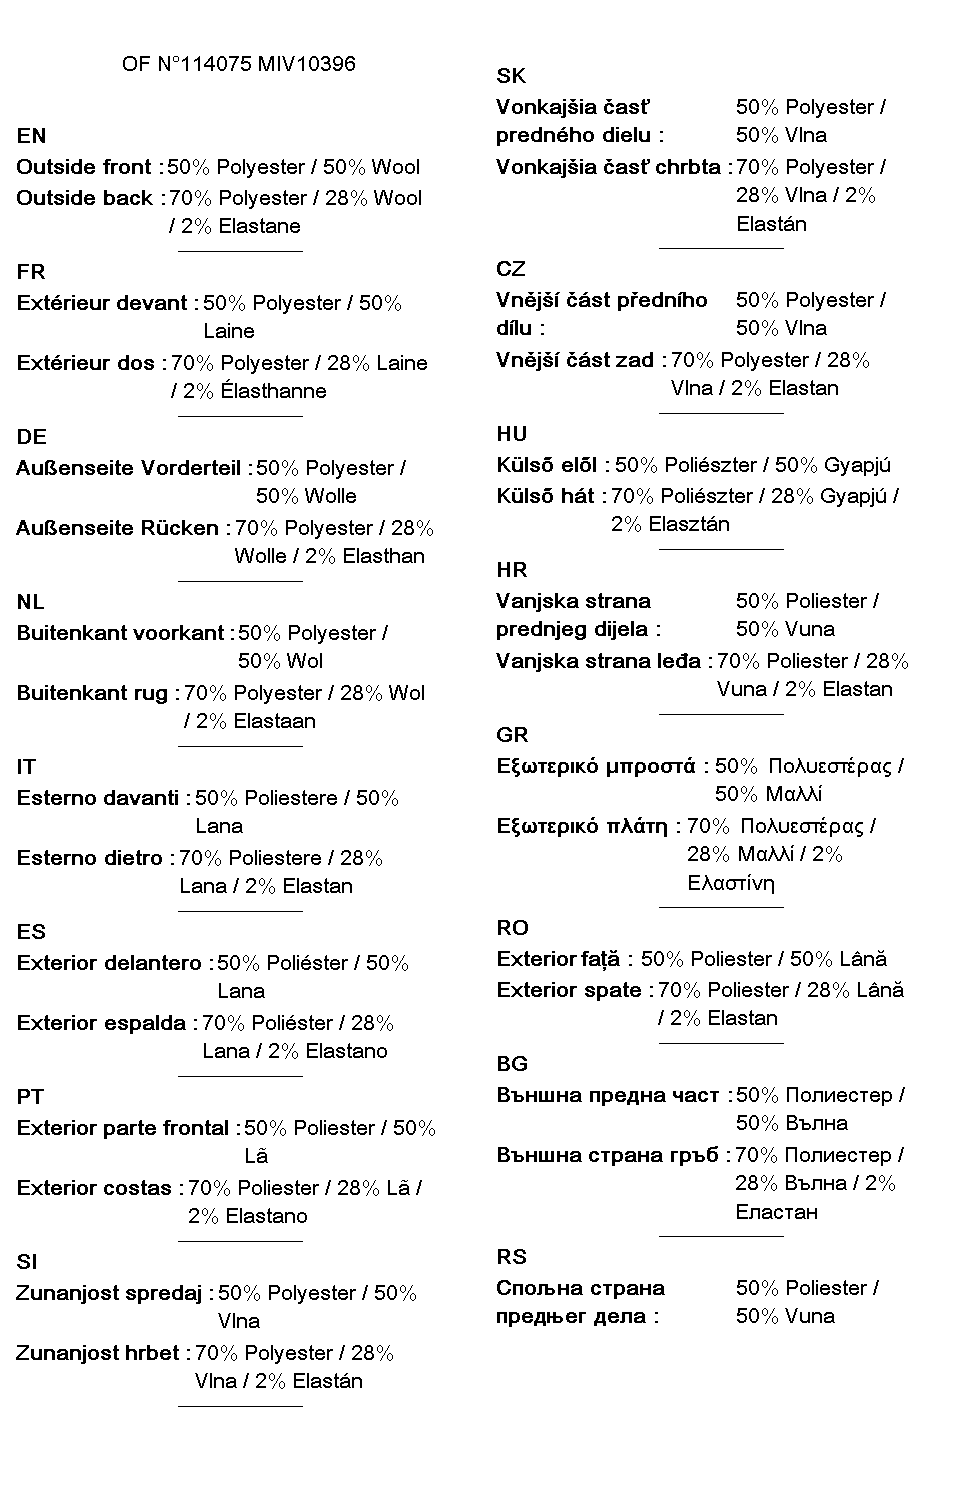 OF N°114075 MIV10396
EN
Outside front : 50% Polyester / 50% Wool
Outside back : 70% Polyester / 28% Wool
/ 2% Elastane
FR
Extérieur devant : 50% Polyester / 50%
Laine
Extérieur dos : 70% Polyester / 28% Laine
/ 2% Élasthanne
DE
Außenseite Vorderteil : 50% Polyester /
50% Wolle
Außenseite Rücken : 70% Polyester / 28%
Wolle / 2% Elasthan
NL
Buitenkant voorkant : 50% Polyester /
50% Wol
Buitenkant rug : 70% Polyester / 28% Wol
/ 2% Elastaan
IT
Esterno davanti : 50% Poliestere / 50%
Lana
Esterno dietro : 70% Poliestere / 28%
Lana / 2% Elastan
ES
Exterior delantero : 50% Poliéster / 50%
Lana
Exterior espalda : 70% Poliéster / 28%
Lana / 2% Elastano
PT
Exterior parte frontal : 50% Poliester / 50%
Lã
Exterior costas : 70% Poliester / 28% Lã /
2% Elastano
SI
Zunanjost spredaj : 50% Polyester / 50%
Vlna
Zunanjost hrbet : 70% Polyester / 28%
Vlna / 2% Elastán
SK
Vonkajšia časť 50% Polyester /
predného dielu : 50% Vlna
Vonkajšia časť chrbta : 70% Polyester /
28% Vlna / 2%
Elastán
CZ
Vnější část předního 50% Polyester /
dílu : 50% Vlna
Vnější část zad : 70% Polyester / 28%
Vlna / 2% Elastan
HU
Külső elől : 50% Poliészter / 50% Gyapjú
Külső hát : 70% Poliészter / 28% Gyapjú /
2% Elasztán
HR
Vanjska strana 50% Poliester /
prednjeg dijela : 50% Vuna
Vanjska strana leđa : 70% Poliester / 28%
Vuna / 2% Elastan
GR
Εξωτερικό μπροστά : 50% Πολυεστέρας /
50% Μαλλί
Εξωτερικό πλάτη : 70% Πολυεστέρας /
28% Μαλλί / 2%
Ελαστίνη
RO
Exterior față : 50% Poliester / 50% Lână
Exterior spate : 70% Poliester / 28% Lână
/ 2% Elastan
BG
Външна предна част : 50% Полиестер /
50% Вълна
Външна страна гръб : 70% Полиестер /
28% Вълна / 2%
Еластан
RS
Спољна страна 50% Poliester /
предњег дела : 50% Vuna